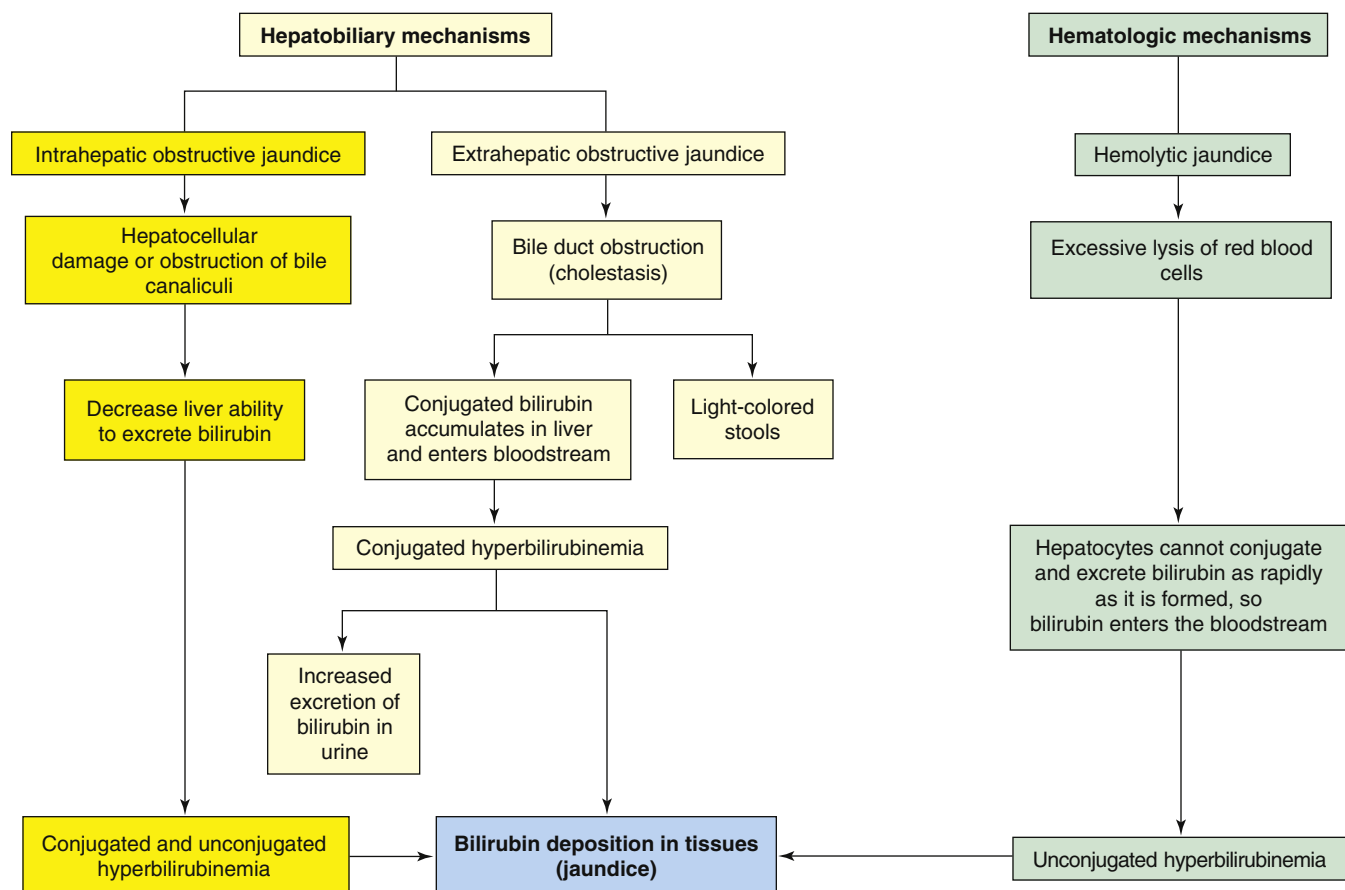 Hepatobiliary mechanisms
Hematologic mechanisms
Intrahepatic obstructive jaundice
Extrahepatic obstructive jaundice
Hemolytic jaundice
Hepatocellular
damage or obstruction of bile
canaliculi
Bile duct obstruction
(cholestasis)
Excessive lysis of red blood
cells
Decrease liver ability
to excrete bilirubin
Conjugated bilirubin
accumulates in liver
and enters bloodstream
Light-colored
stools
Conjugated hyperbilirubinemia
Hepatocytes cannot conjugate
and excrete bilirubin as rapidly
as it is formed, so
bilirubin enters the bloodstream
Increased
excretion of
bilirubin in
urine
Conjugated and unconjugated
hyperbilirubinemia
Bilirubin deposition in tissues
(jaundice)
Unconjugated hyperbilirubinemia